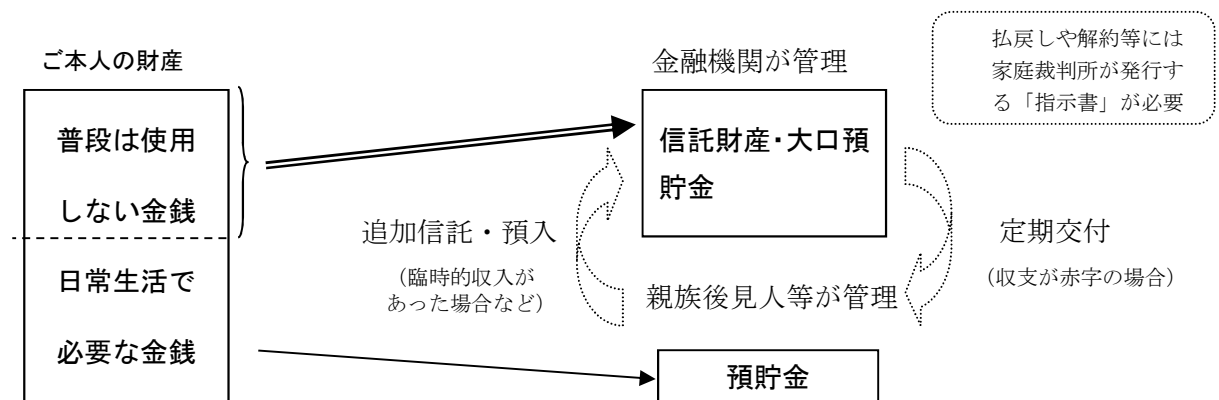 ご本人の財産
普段は使用
しない金銭
日常生活で
必要な金銭
金融機関が管理
信託財産・大口預
貯金
払戻しや解約等には
家庭裁判所が発行す
る「指示書」が必要
追加信託・預入
（臨時的収入が
あった場合など）
定期交付
（収支が赤字の場合）
親族後見人等が管理
預貯金